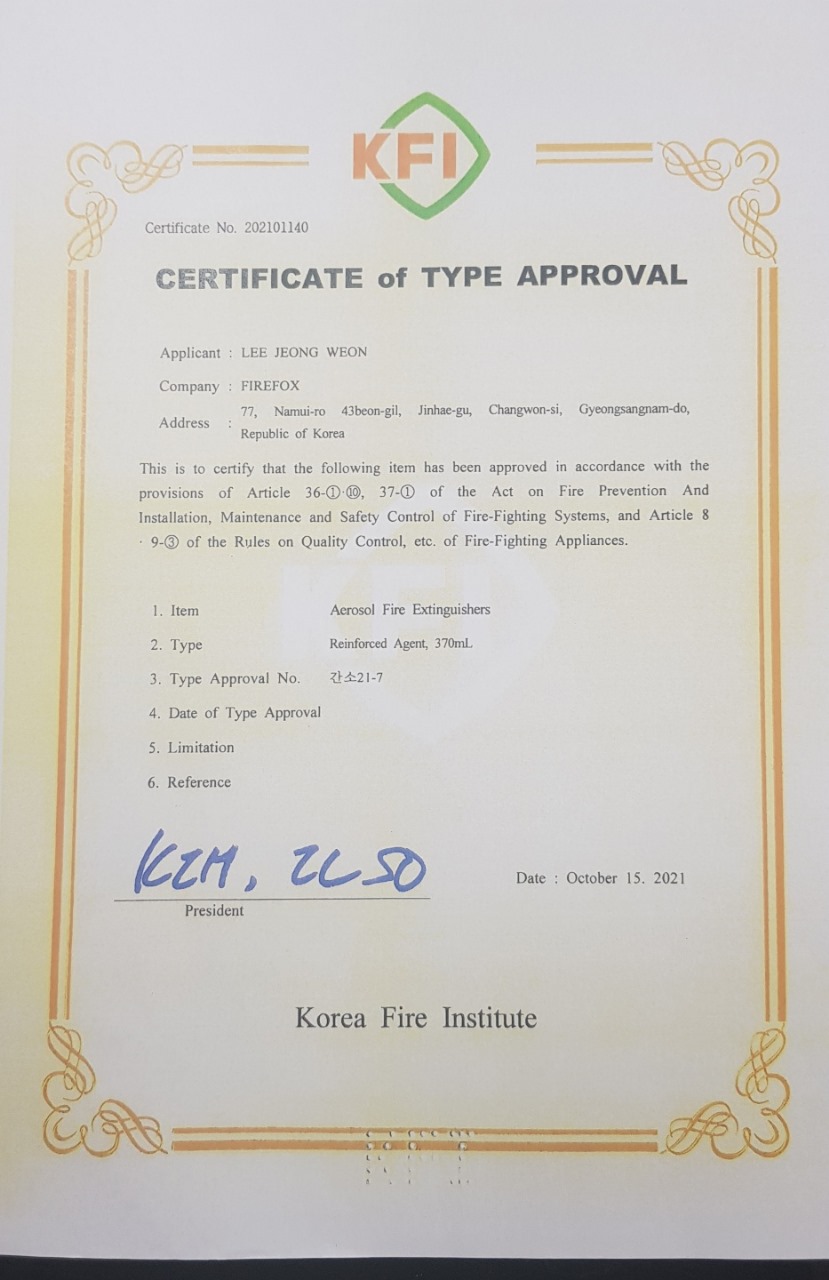 KFI
Certificate No. 202101140
CERTIFICATE of TYPE APPROVAL
Applicant : LEE JEONG WEON
Company : FIREFOX
Address : 77, Namui-ro 43beon-gil, Jinhae-gu, Changwon-si, Gyeongsangnam-do,
Republic of Korea
This is to certify that the following item has been approved in accordance with the
provisions of Article 36-①·⑩, 37-① of the Act on Fire Prevention And
Installation, Maintenance and Safety Control of Fire-Fighting Systems, and Article 8
· 9-③ of the Rules on Quality Control, etc. of Fire-Fighting Appliances.
1. Item Aerosol Fire Extinguishers
2. Type Reinforced Agent, 370mL
3. Type Approval No. 간소21-7
4. Date of Type Approval
5. Limitation
6. Reference
Date : October 15. 2021
President
Korea Fire Institute